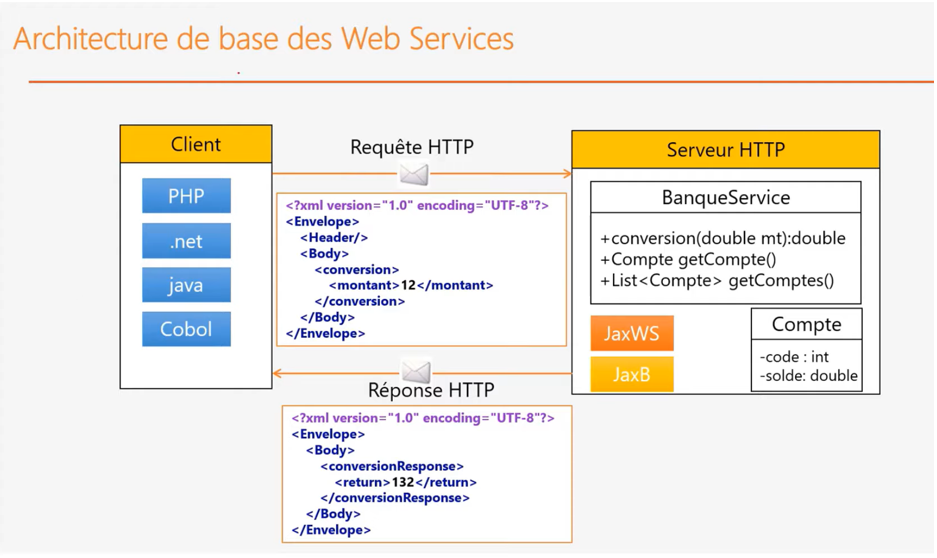 Architecture de base des Web Services
Client
PHP
.net
java
Cobol
Requête HTTP
<?xml version="1.0" encoding="UTF-8"?>
<Envelope>
<Header/>
<Body>
<conversion>
<montant>12</montant>
</conversion>
</Body>
</Envelope>
Réponse HTTP
<?xml version="1.0" encoding="UTF-8"?>
<Envelope>
<Body>
<conversionResponse>
<return>132</return>
</conversionResponse>
</Body>
</Envelope>
Serveur HTTP
BanqueService
+conversion(double mt):double
+Compte getCompte()
+List<Compte> getComptes()
JaxWS
JaxB
Compte
-code : int
-solde: double